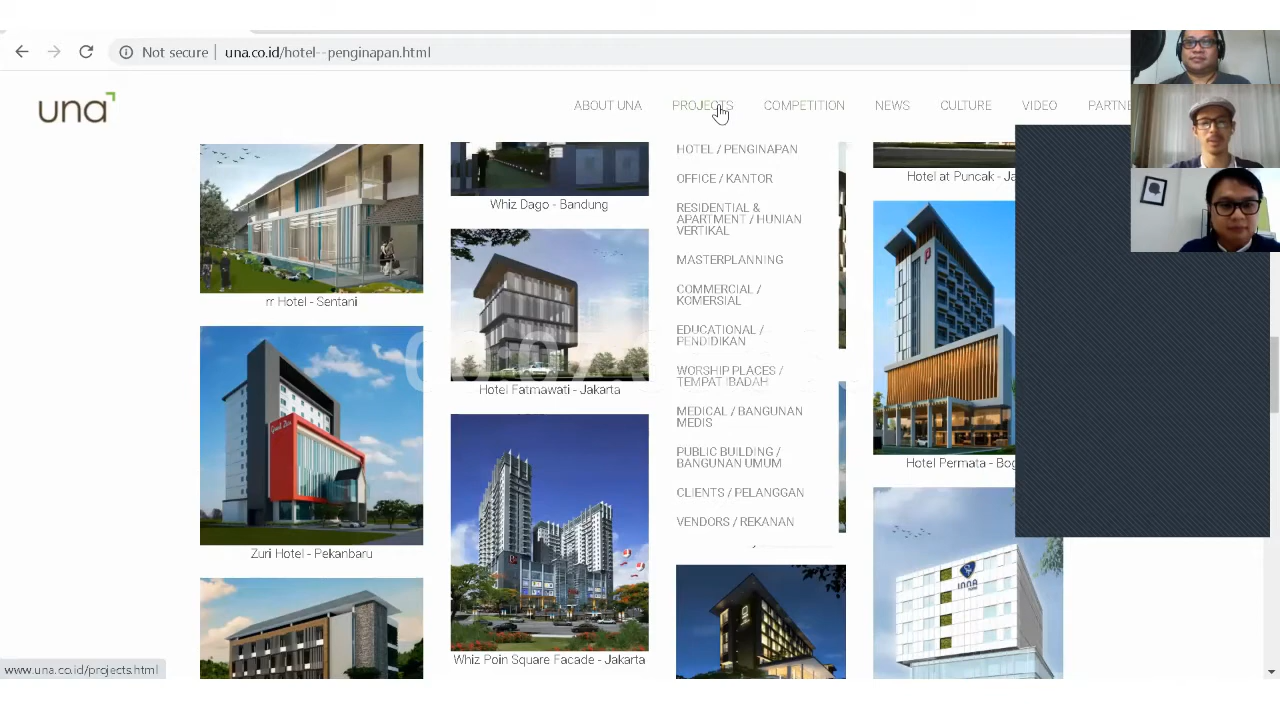 Not secure
una.co.id/hotel--penginapan.html
una
ABOUT UNA
PROJECTS
COMPETITION
NEWS
CULTURE
VIDEO
HOTEL / PENGINAPAN
OFFICE / KANTOR
RESIDENTIAL &
APARTMENT / HUNIAN
VERTIKAL
MASTERPLANNING
COMMERCIAL /
KOMERSIAL
EDUCATIONAL /
PENDIDIKAN
WORSHIP PLACES /
TEMPAT IBADAH
MEDICAL / BANGUNAN
MEDIS
PUBLIC BUILDING /
BANGUNAN UMUM
CLIENTS / PELANGGAN
VENDORS / REKANAN
Whiz Dago - Bandung
Hotel at Puncak -
rr Hotel - Sentani
Hotel Fatmawati - Jakarta
Hotel Permata -
Zuri Hotel - Pekanbaru
INNA
Whiz Poin Square Facade - Jakarta
www.una.co.id/projects.html